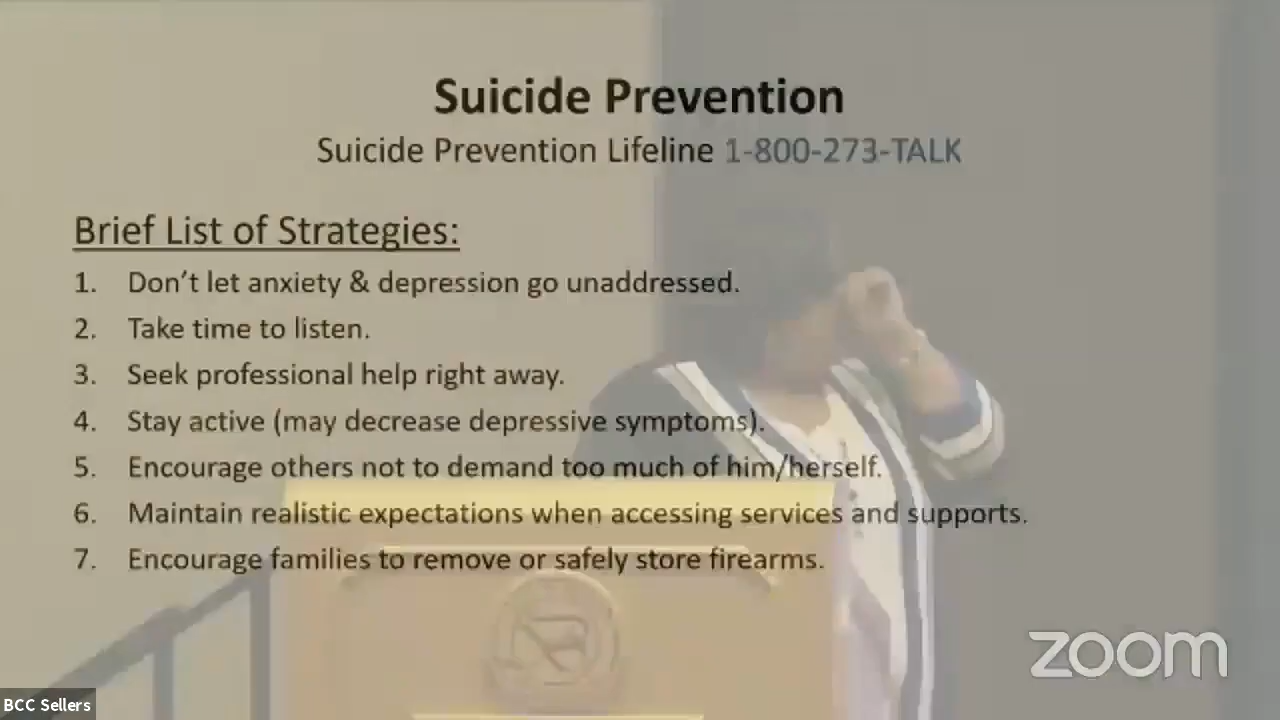 Suicide Prevention
Suicide Prevention Lifeline 1-800-273-TALK
Brief List of Strategies:
1. Don’t let anxiety & depression go unaddressed.
2. Take time to listen.
3. Seek professional help right away.
4. Stay active (may decrease depressive symptoms).
5. Encourage others not to demand too much of him/herself.
6. Maintain realistic expectations when accessing services and supports.
7. Encourage families to remove or safely store firearms.
zoom
BCC Sellers